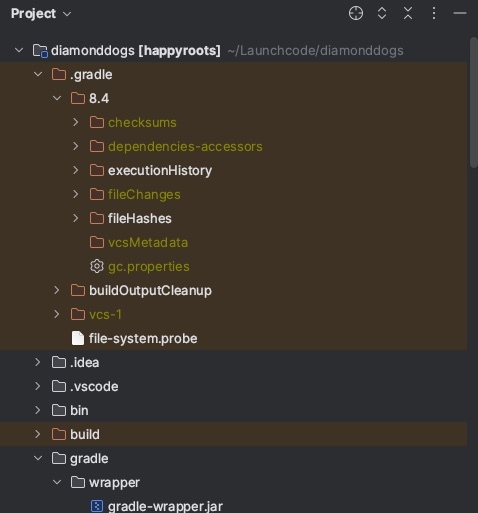 Project
diamonddogs [happyroots] ~/Launchcode/diamonddogs
.gradle
8.4
checksums
dependencies-accessors
executionHistory
fileChanges
fileHashes
vcsMetadata
gc.properties
buildOutputCleanup
vcs-1
file-system.probe
.idea
.vscode
bin
build
gradle
wrapper
gradle-wrapper.jar